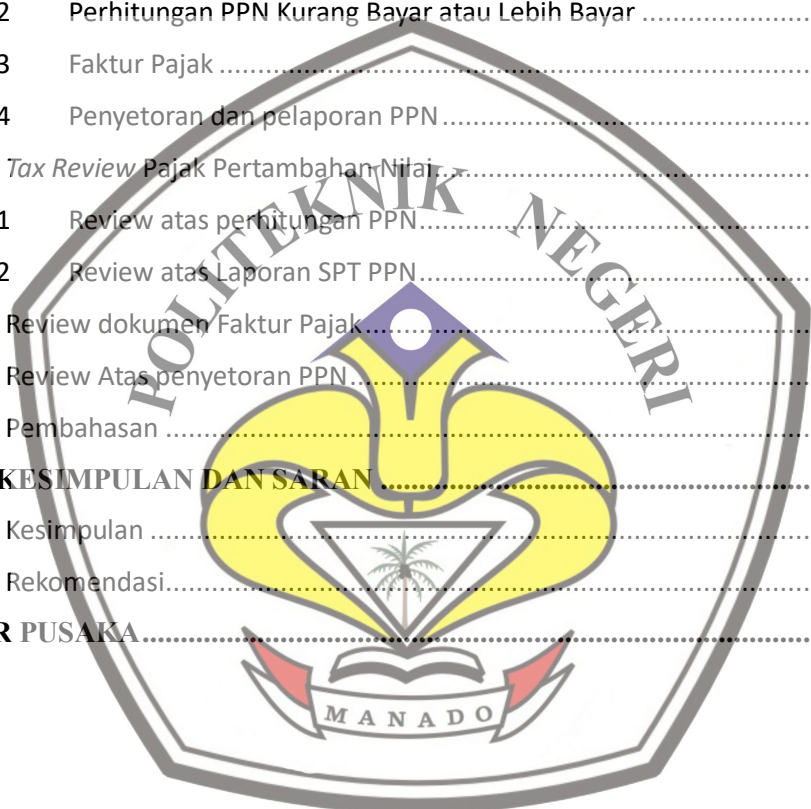 2 Perhitungan PPN Kurang Bayar atau Lebih Bayar ........................
3 Faktur Pajak ........................
4 Penyetoran dan pelaporan PPN ........................
Tax Review Pajak Pertambahan Nilai ........................
1 Review atas perhitungan PPN ........................
2 Review atas Laporan SPT PPN ........................
Review dokumen Faktur Pajak ........................
Review Atas penyetoran PPN ........................
Pembahasan ........................
KESIMPULAN DAN SARAN ........................
Kesimpulan ........................
Rekomendasi ........................
R PUSAKA ........................
POLITEKNIK NEGERI
MANADO